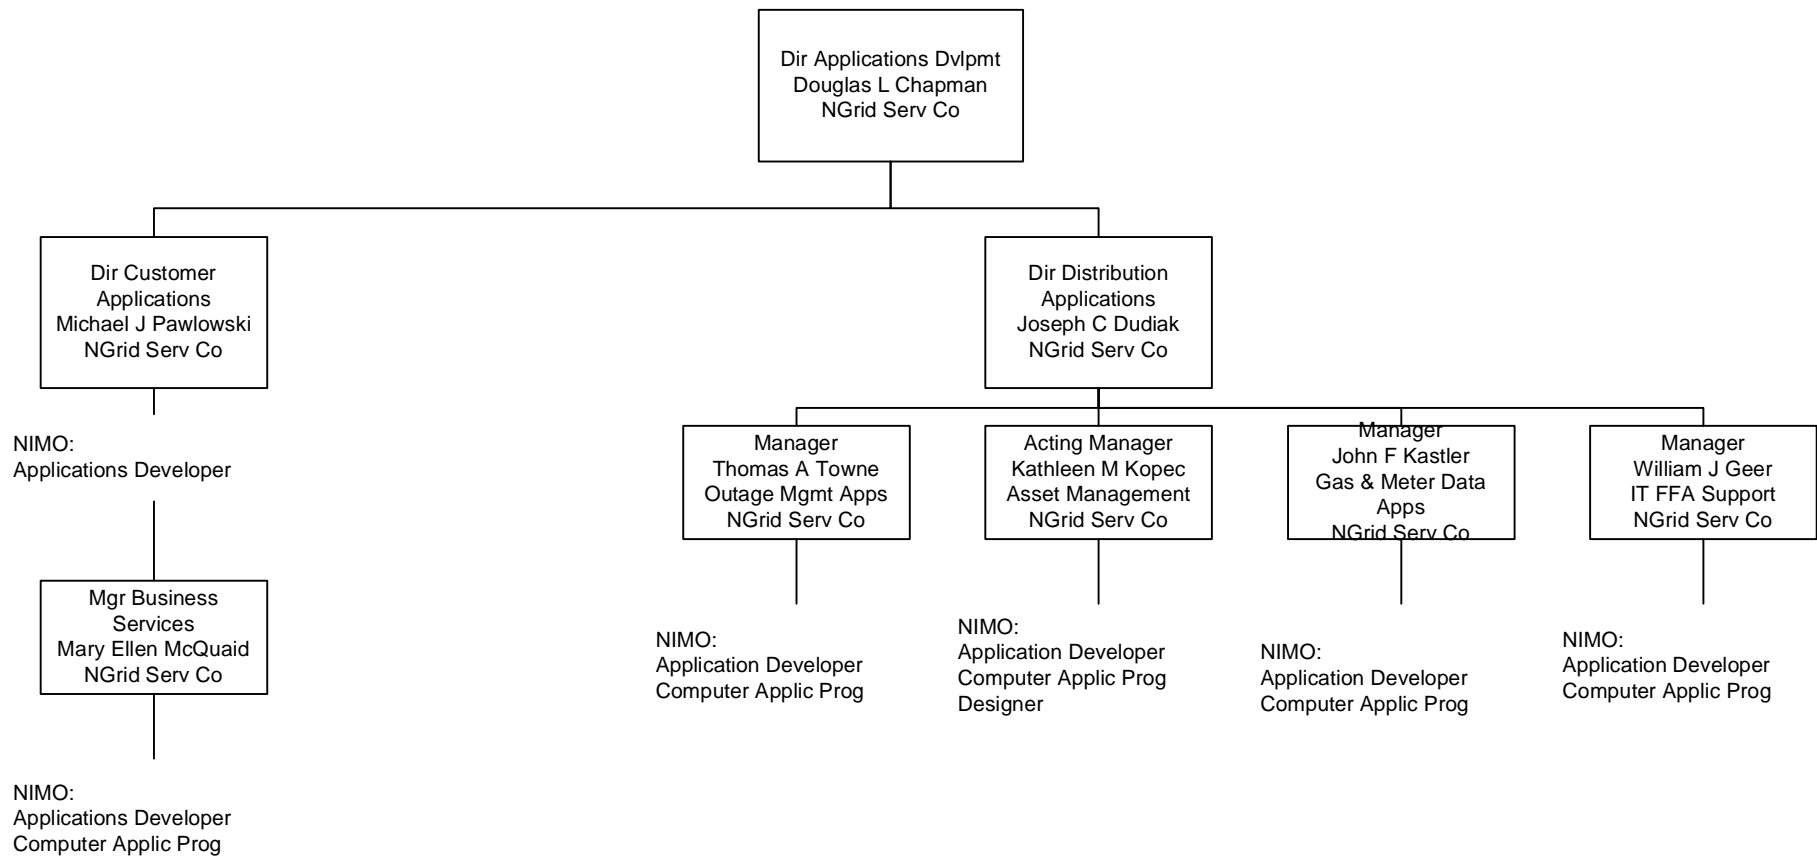 Dir Applications Dvlpmt
Douglas L Chapman
NGrid Serv Co
Dir Customer
Applications
Michael J Pawlowski
NGrid Serv Co
Dir Distribution
Applications
Joseph C Dudiak
NGrid Serv Co
NIMO:
Applications Developer
Manager
Thomas A Towne
Outage Mgmt Apps
NGrid Serv Co
Acting Manager
Kathleen M Kopec
Asset Management
NGrid Serv Co
Manager
John F Kastler
Gas & Meter Data
Apps
NGrid Serv Co
Manager
William J Geer
IT FFA Support
NGrid Serv Co
Mgr Business
Services
Mary Ellen McQuaid
NGrid Serv Co
NIMO:
Application Developer
Computer Applic Prog
NIMO:
Application Developer
Computer Applic Prog
Designer
NIMO:
Application Developer
Computer Applic Prog
NIMO:
Application Developer
Computer Applic Prog
NIMO:
Applications Developer
Computer Applic Prog